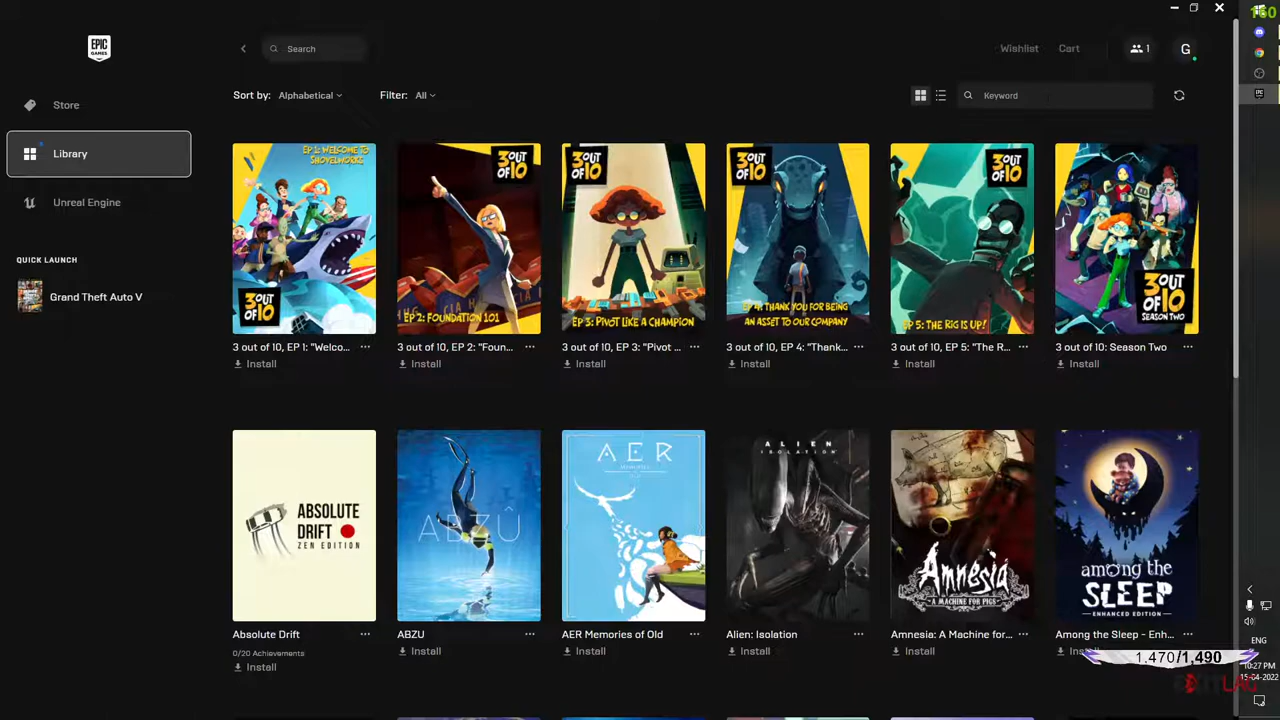 160
EPIC
GAMES
Search
Wishlist
Cart
1
G
Store
Library
Unreal Engine
QUICK LAUNCH
Grand Theft Auto V
Sort by: Alphabetical
Filter: All
Keyword
EP 1: WELCOME TO
SHOVELWORKS
3 OUT
OF 10
3 OUT
OF 10
EP 2: FOUNDATION 101
3 OUT
OF 10
EP 3: PIVOT LIKE A CHAMPION
3 OUT
OF 10
EP 4: THANK YOU FOR BEING
AN ASSET TO OUR COMPANY
3 OUT
OF 10
EP 5: THE RIG IS UP!
3 OUT
OF 10
SEASON TWO
3 out of 10, EP 1: "Welco...
Install
3 out of 10, EP 2: "Foun...
Install
3 out of 10, EP 3: "Pivot ...
Install
3 out of 10, EP 4: "Thank...
Install
3 out of 10, EP 5: "The R...
Install
3 out of 10: Season Two
Install
ABSOLUTE
DRIFT
ZEN EDITION
ABZÛ
AER
ALIEN
ISOLATION
Amnesia
A MACHINE FOR PIGS
among the
SLEEP
ENHANCED EDITION
Absolute Drift
0/20 Achievements
Install
ABZU
Install
AER Memories of Old
Install
Alien: Isolation
Install
Amnesia: A Machine for...
Install
Among the Sleep - Enh...
ENG
1.470/1,490
10:27 PM
15-04-2022